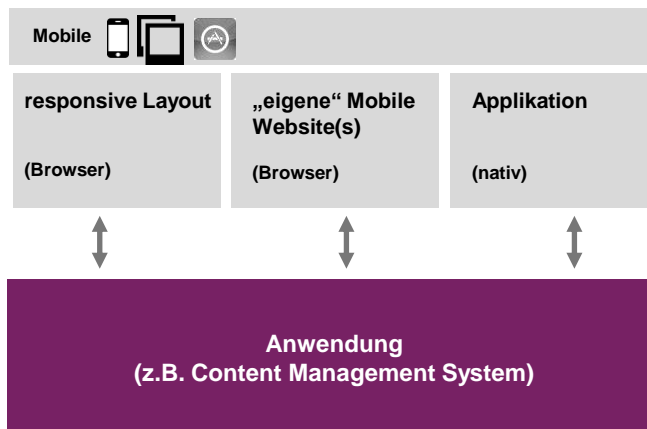 Mobile
responsive Layout
(Browser)
„eigene“ Mobile
Website(s)
(Browser)
Applikation
(nativ)
Anwendung
(z.B. Content Management System)